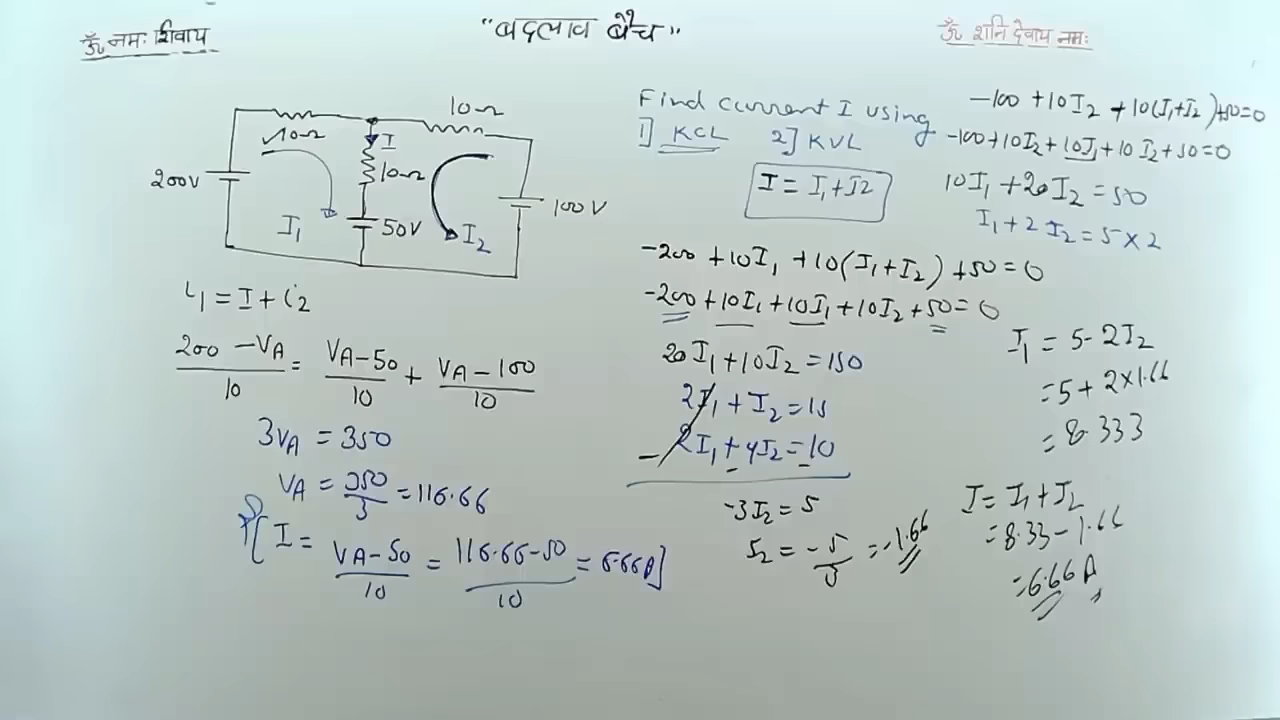 ॐ नमः शिवाय
"बदलाव बैच"
ॐ शनि देवाय नमः
10Ω
10Ω
I
10Ω
200V
50V
100V
I₁
I₂
i₁ = I + i₂
(200 - VA)/10 = (VA - 50)/10 + (VA - 100)/10
3VA = 350
VA = 350/3 = 116.66
[I = (VA - 50)/10 = (116.66 - 50)/10 = 6.66A]
Find current I using
1] KCL 2] KVL
I = I₁ + I2
-200 + 10I₁ + 10(I₁ + I₂) + 50 = 0
-200 + 10I₁ + 10I₁ + 10I₂ + 50 = 0
20I₁ + 10I₂ = 150
2I₁ + I₂ = 15
- 2I₁ + 4I₂ = 10
-3I₂ = 5
I₂ = -5/3 = -1.66
-100 + 10I₂ + 10(I₁ + I₂) + 50 = 0
-100 + 10I₂ + 10I₁ + 10I₂ + 50 = 0
10I₁ + 20I₂ = 50
I₁ + 2I₂ = 5 × 2
I₁ = 5 - 2I₂
= 5 + 2 × 1.66
= 8.333
I = I₁ + I₂
= 8.33 - 1.66
= 6.66 A